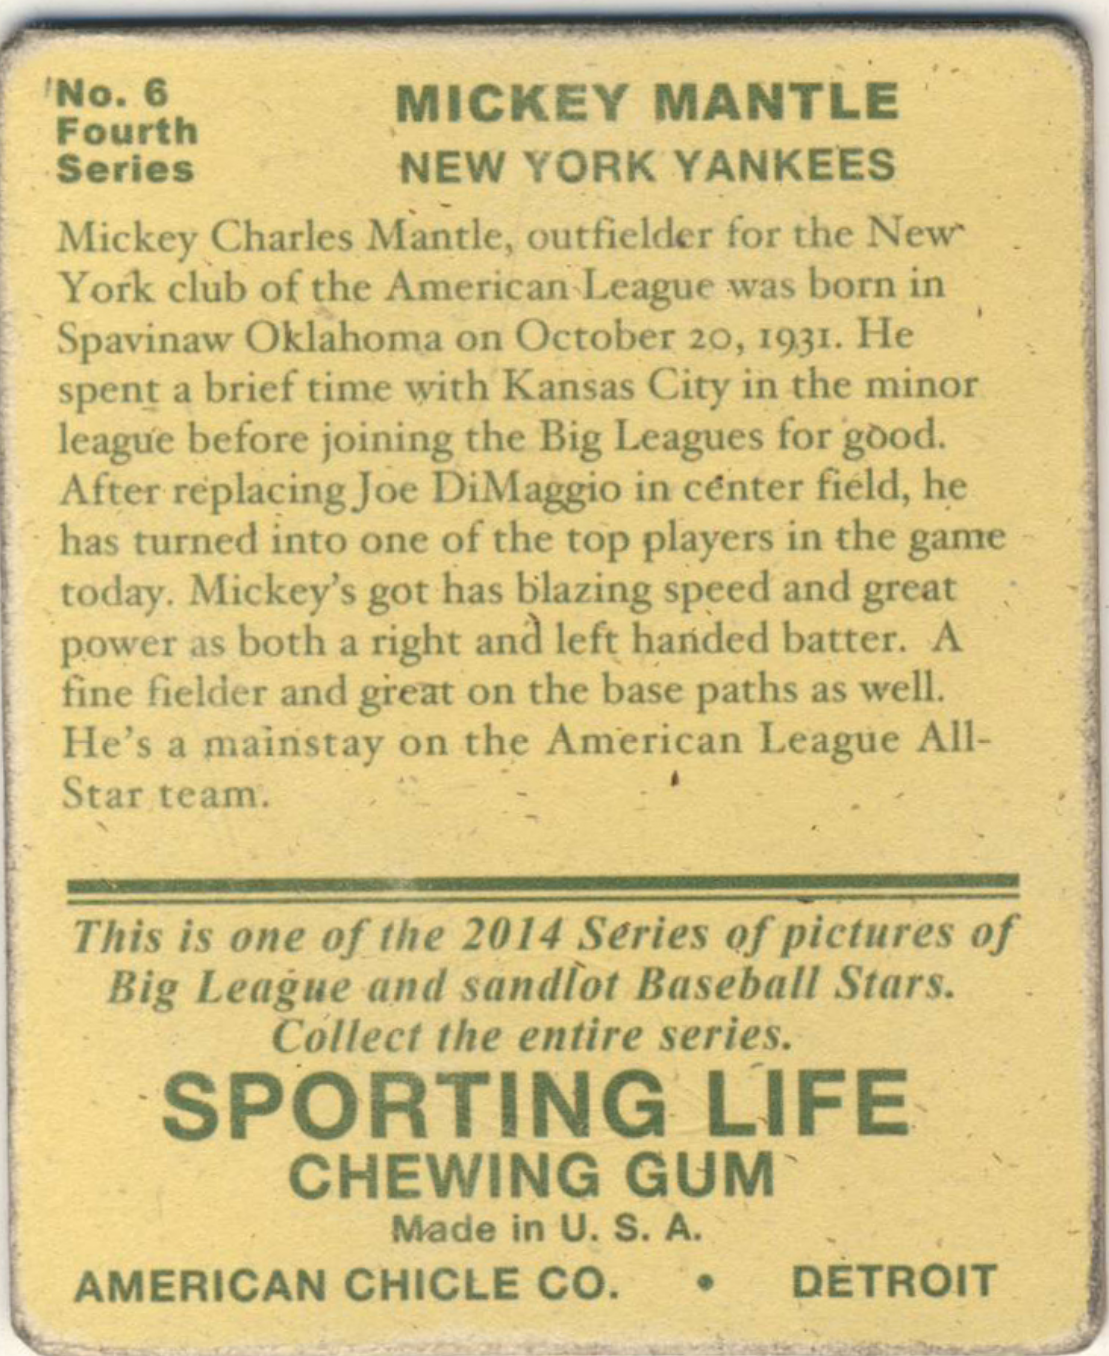 No. 6
Fourth
Series
MICKEY MANTLE
NEW YORK YANKEES
Mickey Charles Mantle, outfielder for the New
York club of the American League was born in
Spavinaw Oklahoma on October 20, 1931. He
spent a brief time with Kansas City in the minor
league before joining the Big Leagues for good.
After replacing Joe DiMaggio in center field, he
has turned into one of the top players in the game
today. Mickey's got has blazing speed and great
power as both a right and left handed batter. A
fine fielder and great on the base paths as well.
He's a mainstay on the American League All-
Star team.
This is one of the 2014 Series of pictures of
Big League and sandlot Baseball Stars.
Collect the entire series.
SPORTING LIFE
CHEWING GUM
Made in U. S. A.
AMERICAN CHICLE CO. • DETROIT